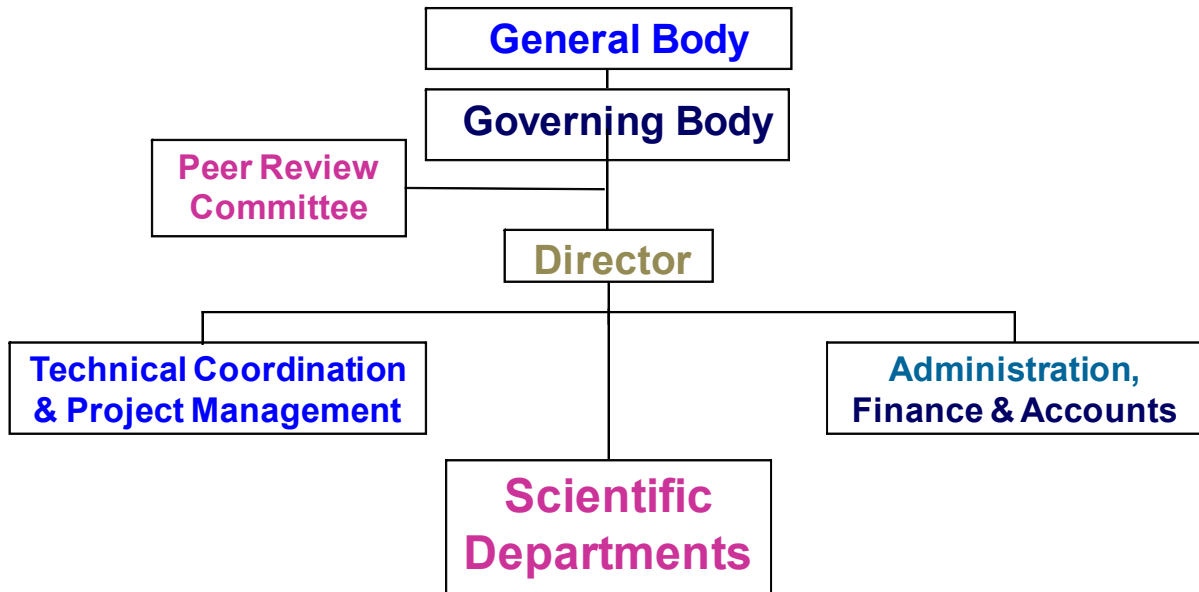 General Body
Governing Body
Peer Review
Committee
Director
Technical Coordination
& Project Management
Administration,
Finance & Accounts
Scientific
Departments